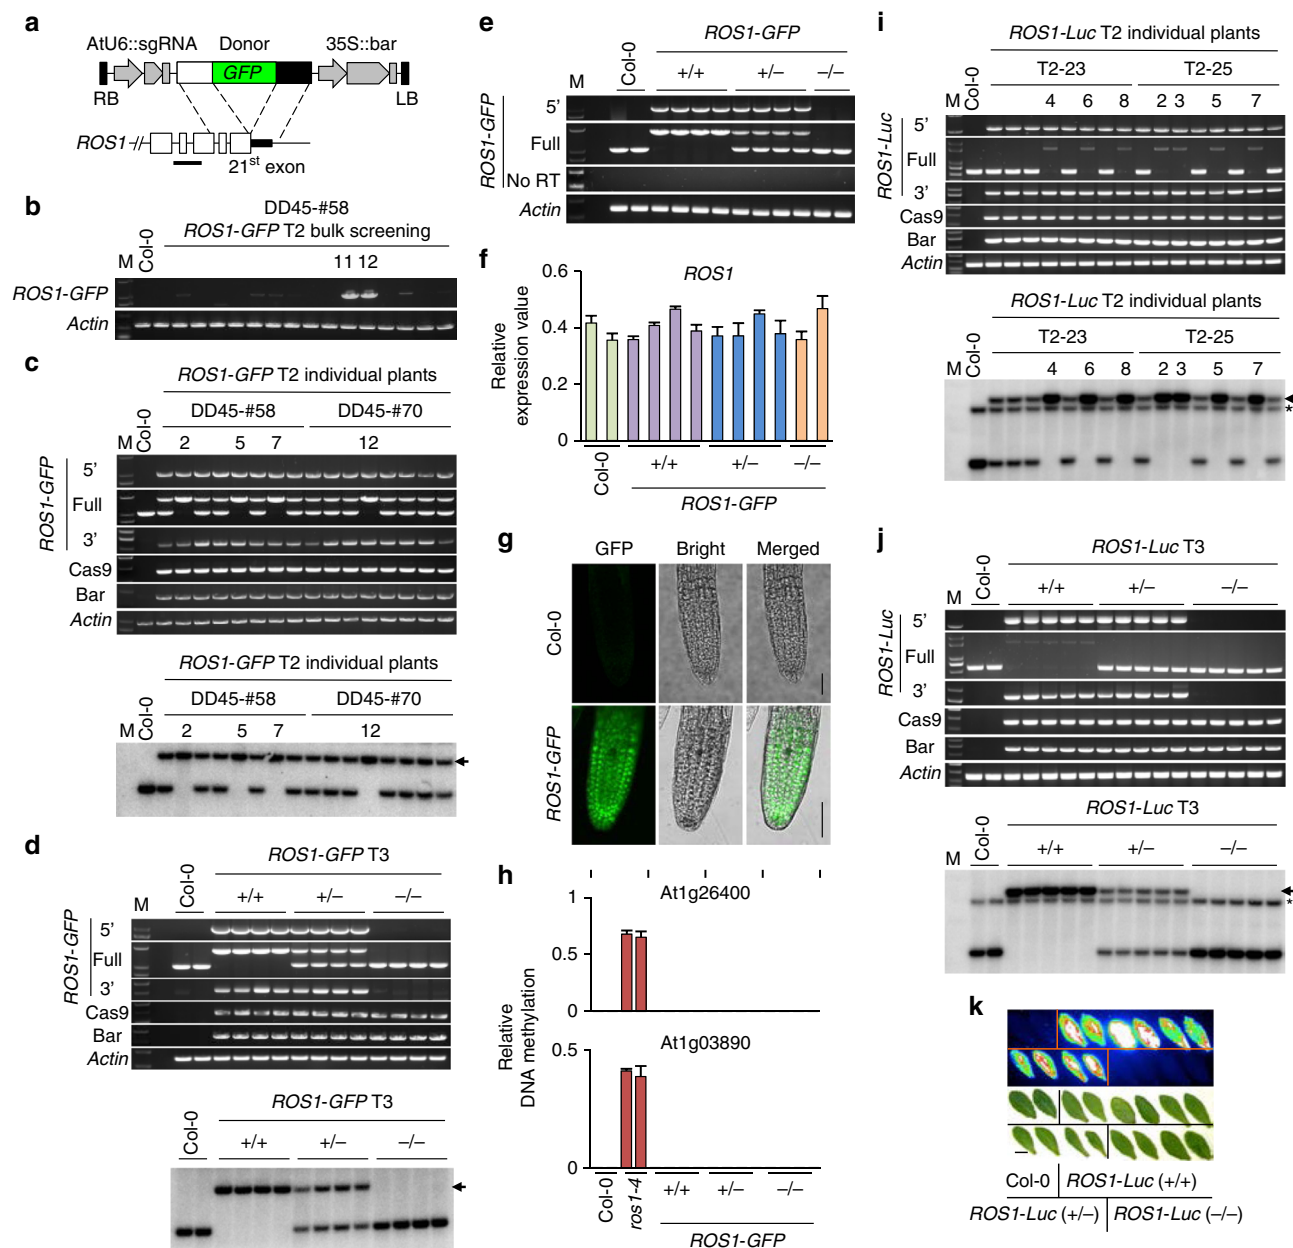 a
AtU6::sgRNA Donor 35S::bar
GFP
RB LB
ROS1
21st exon
b
DD45-#58
ROS1-GFP T2 bulk screening
M Col-0 11 12
ROS1-GFP
Actin
c
ROS1-GFP T2 individual plants
DD45-#58 DD45-#70
M Col-0 2 5 7 12
ROS1-GFP
5'
Full
3'
Cas9
Bar
Actin
ROS1-GFP T2 individual plants
DD45-#58 DD45-#70
M Col-0 2 5 7 12
d
ROS1-GFP T3
M Col-0 +/+ +/– –/–
ROS1-GFP
5'
Full
3'
Cas9
Bar
Actin
ROS1-GFP T3
Col-0 +/+ +/– –/–
e
ROS1-GFP
M Col-0 +/+ +/– –/–
ROS1-GFP
5'
Full
No RT
Actin
f
ROS1
Relative expression value
0.6
0.4
0.2
0
Col-0 +/+ +/– –/–
ROS1-GFP
g
GFP Bright Merged
Col-0
ROS1-GFP
h
At1g26400
1
0.5
0
Relative DNA methylation
At1g03890
0.5
0
Col-0 ros1-4 +/+ +/– –/–
ROS1-GFP
i
ROS1-Luc T2 individual plants
T2-23 T2-25
M Col-0 4 6 8 2 3 5 7
ROS1-Luc
5'
Full
3'
Cas9
Bar
Actin
ROS1-Luc T2 individual plants
T2-23 T2-25
M Col-0 4 6 8 2 3 5 7
*
j
ROS1-Luc T3
M Col-0 +/+ +/– –/–
ROS1-Luc
5'
Full
3'
Cas9
Bar
Actin
ROS1-Luc T3
M Col-0 +/+ +/– –/–
*
k
Col-0 ROS1-Luc (+/+)
ROS1-Luc (+/–) ROS1-Luc (–/–)